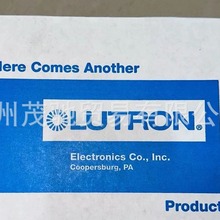 Here Comes Another
LUTRON®
Electronics Co., Inc.
Coopersburg, PA
Product